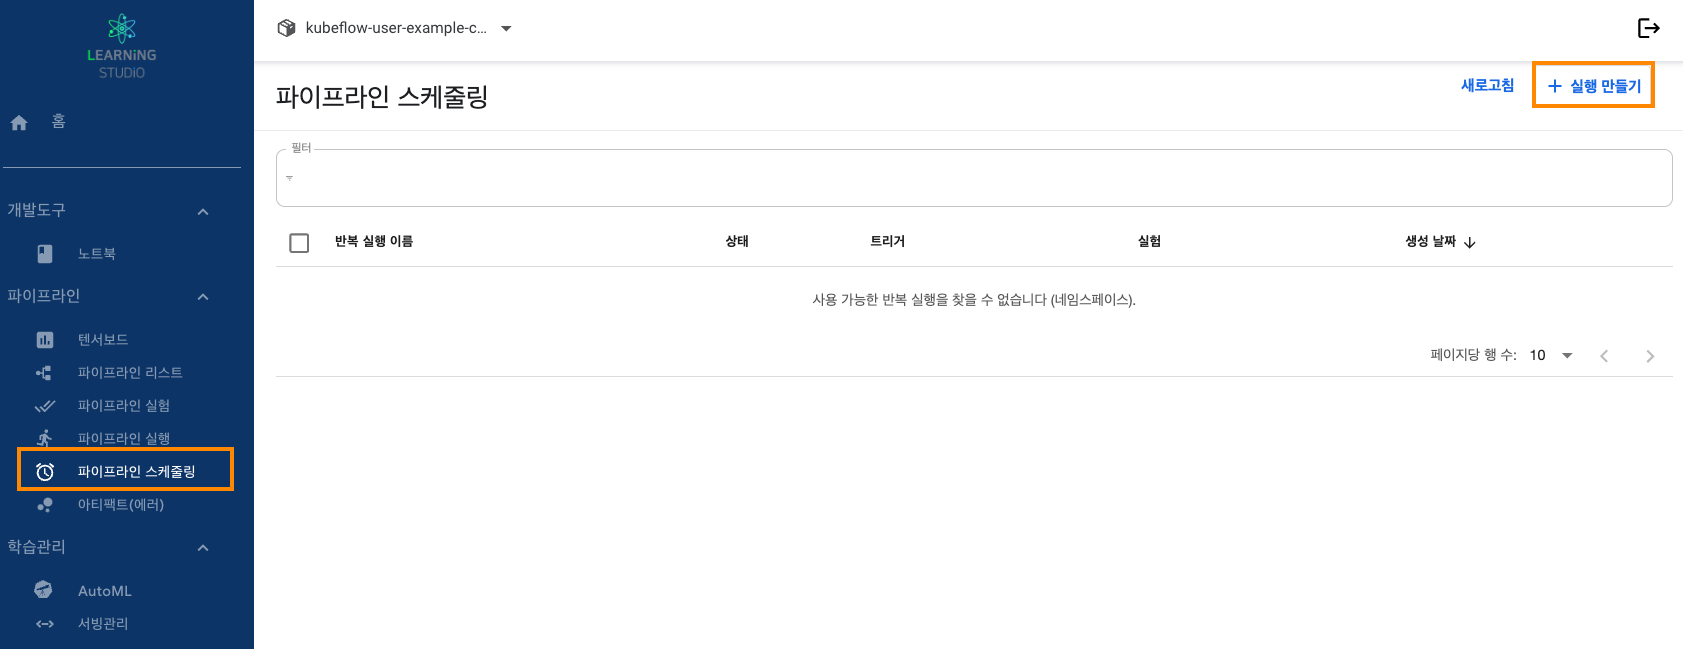 LEARNiNG
STUDiO
홈
개발도구
노트북
파이프라인
텐서보드
파이프라인 리스트
파이프라인 실험
파이프라인 실행
파이프라인 스케줄링
아티팩트(에러)
학습관리
AutoML
서빙관리
kubeflow-user-example-c...
파이프라인 스케줄링
새로고침
+ 실행 만들기
필터
반복 실행 이름 상태 트리거 실험 생성 날짜 ↓
사용 가능한 반복 실행을 찾을 수 없습니다 (네임스페이스).
페이지당 행 수: 10